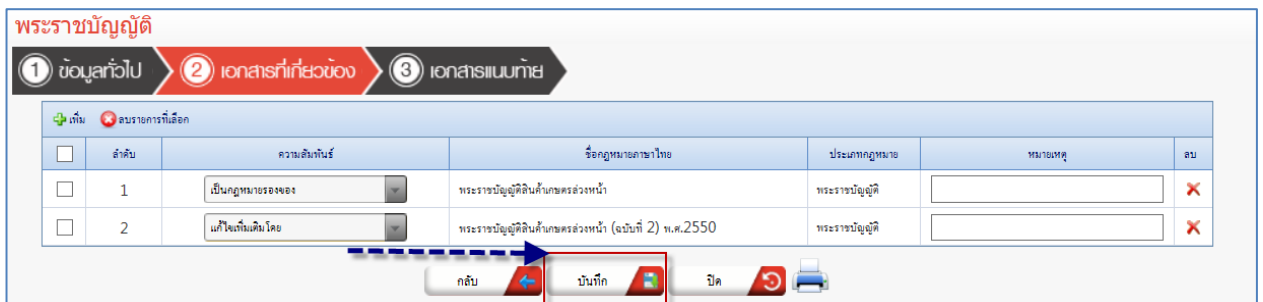 พระราชบัญญัติ
1 ข้อมูลทั่วไป 2 เอกสารที่เกี่ยวข้อง 3 เอกสารแนบท้าย
เพิ่ม ลบรายการที่เลือก
ลำดับ ความสัมพันธ์ ชื่อกฎหมายภาษาไทย ประเภทกฎหมาย หมายเหตุ ลบ
1 เป็นกฎหมายรองของ พระราชบัญญัติสินค้าเกษตรล่วงหน้า พระราชบัญญัติ
2 แก้ไขเพิ่มเติมโดย พระราชบัญญัติสินค้าเกษตรล่วงหน้า (ฉบับที่ 2) พ.ศ.2550 พระราชบัญญัติ
กลับ บันทึก ปิด